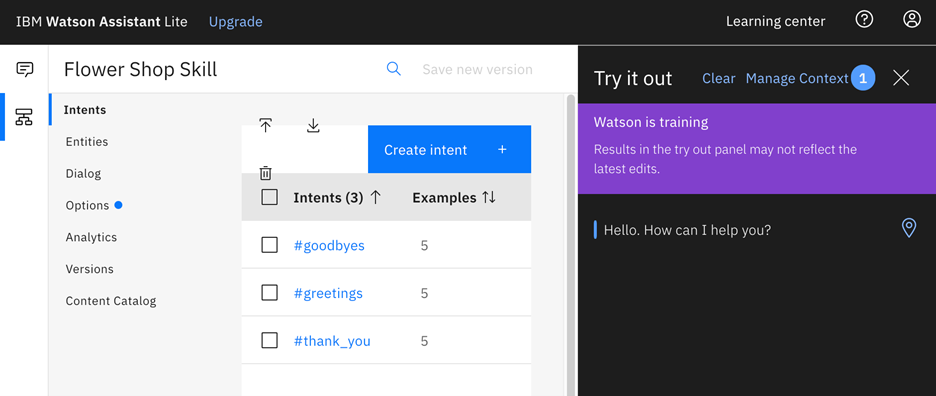 IBM Watson Assistant Lite Upgrade Learning center
Flower Shop Skill Save new version
Intents
Entities
Dialog
Options
Analytics
Versions
Content Catalog
Create intent +
Intents (3) Examples
#goodbyes 5
#greetings 5
#thank_you 5
Try it out Clear Manage Context 1
Watson is training
Results in the try out panel may not reflect the
latest edits.
Hello. How can I help you?